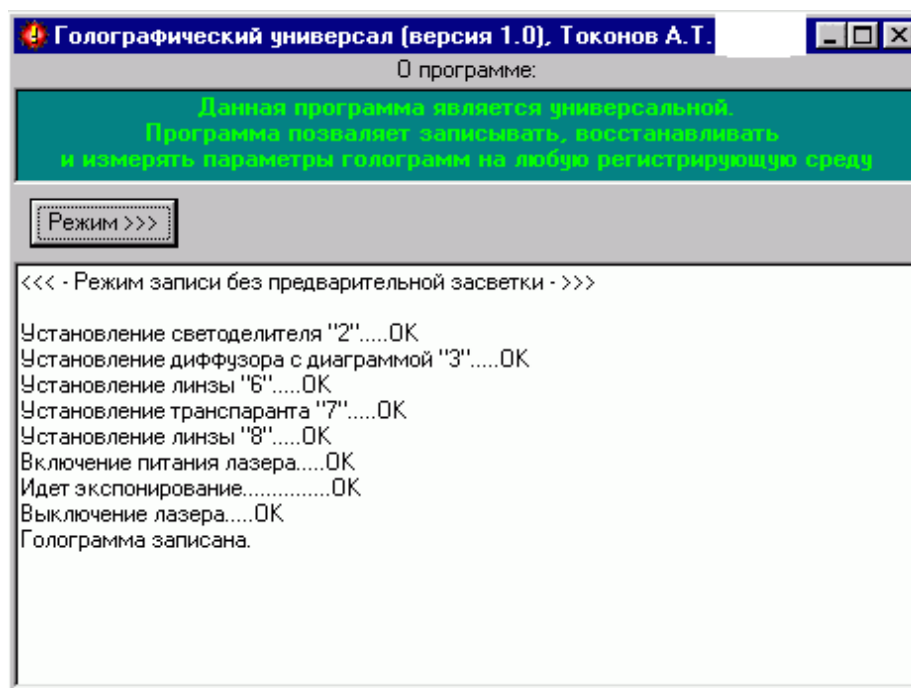 Голографический универсал (версия 1.0), Токонов А.Т.
О программе:
Данная программа является универсальной.
Программа позваляет записывать, восстанавливать
и измерять параметры голограмм на любую регистрирующую среду
Режим >>>
<<< - Режим записи без предварительной засветки - >>>
Установление светоделителя "2".....OK
Установление диффузора с диаграммой "3".....OK
Установление линзы "6".....OK
Установление транспаранта "7".....OK
Установление линзы "8".....OK
Включение питания лазера.....OK
Идет экспонирование...............OK
Выключение лазера.....OK
Голограмма записана.